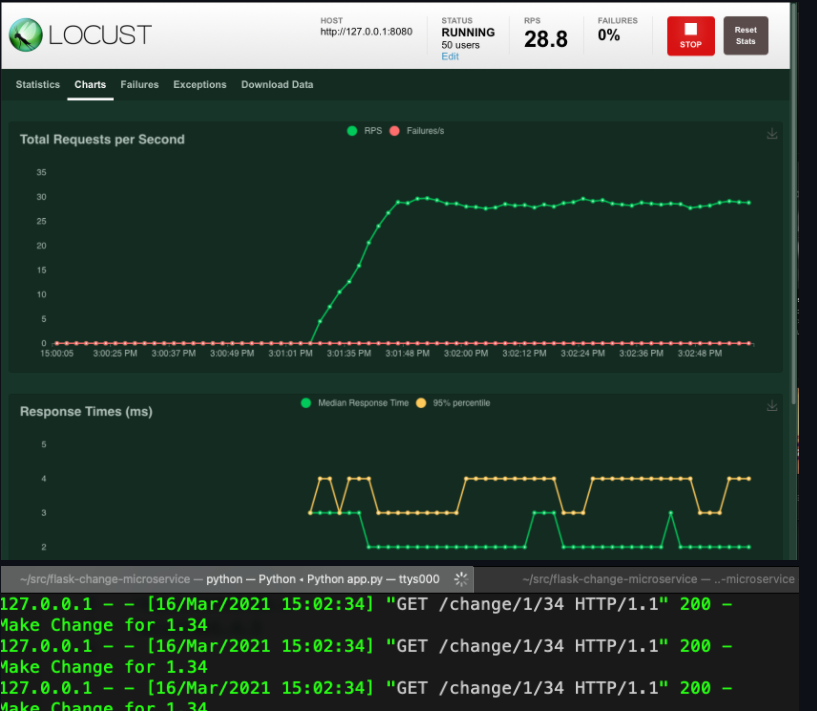 LOCUST
HOST
http://127.0.0.1:8080
STATUS
RUNNING
50 users
Edit
RPS
28.8
FAILURES
0%
STOP
Reset
Stats
Statistics Charts Failures Exceptions Download Data
Total Requests per Second
RPS Failures/s
35
30
25
20
15
10
5
0
15:00:05 3:00:25 PM 3:00:37 PM 3:00:49 PM 3:01:01 PM 3:01:35 PM 3:01:48 PM 3:02:00 PM 3:02:12 PM 3:02:24 PM 3:02:36 PM 3:02:48 PM
Response Times (ms)
Median Response Time 95% percentile
5
4
3
2
~/src/flask-change-microservice — python — Python ◂ Python app.py — ttys000
~/src/flask-change-microservice — ..-microservice
127.0.0.1 - - [16/Mar/2021 15:02:34] "GET /change/1/34 HTTP/1.1" 200 -
Make Change for 1.34
127.0.0.1 - - [16/Mar/2021 15:02:34] "GET /change/1/34 HTTP/1.1" 200 -
Make Change for 1.34
127.0.0.1 - - [16/Mar/2021 15:02:34] "GET /change/1/34 HTTP/1.1" 200 -
Make Change for 1.34